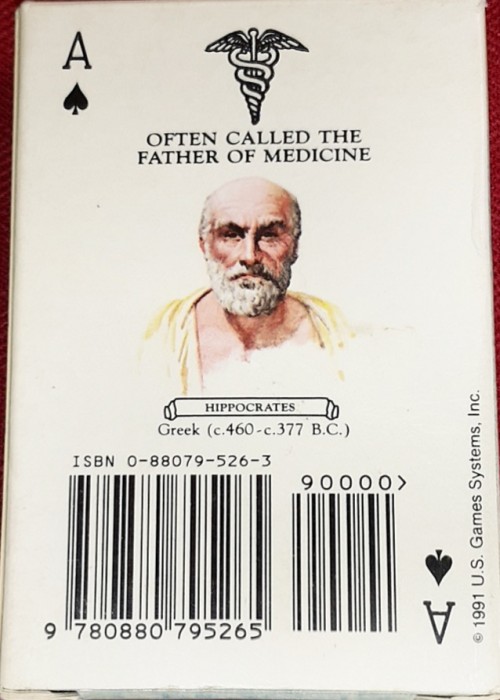 A
OFTEN CALLED THE
FATHER OF MEDICINE
HIPPOCRATES
Greek (c.460-c.377 B.C.)
ISBN 0-88079-526-3
90000>
9 780880 795265
© 1991 U.S. Games Systems, Inc.
A